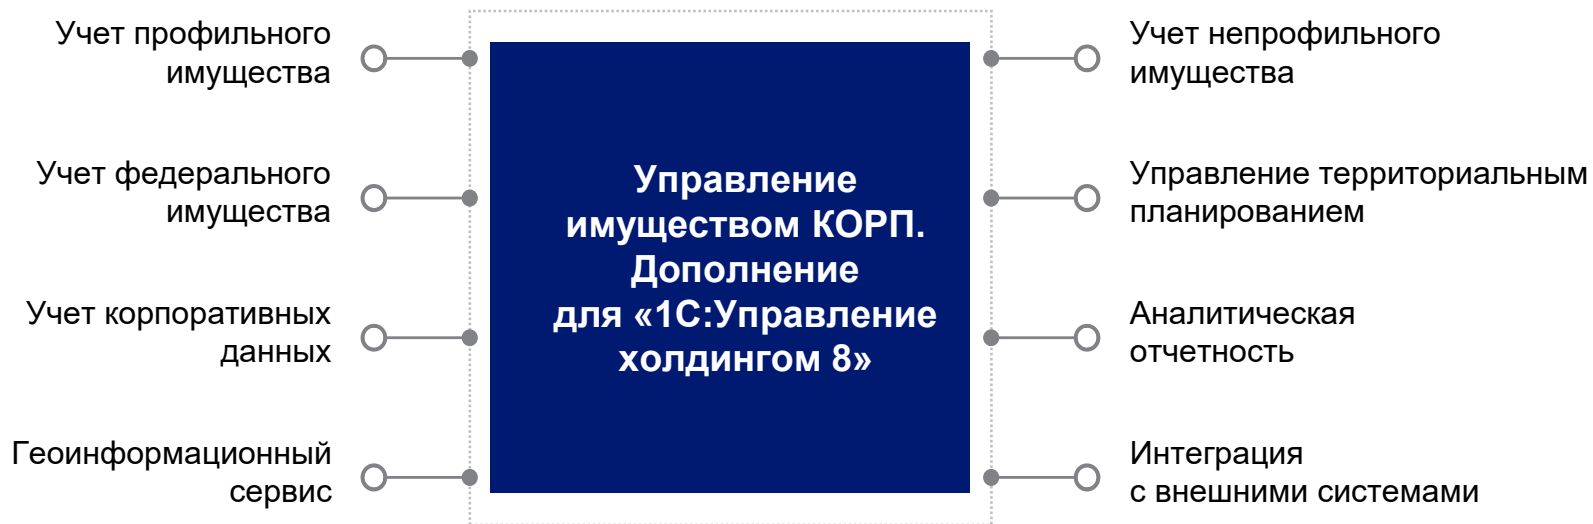 Учет профильного
имущества
Учет федерального
имущества
Учет корпоративных
данных
Геоинформационный
сервис
Управление
имуществом КОРП.
Дополнение
для «1С:Управление
холдингом 8»
Учет непрофильного
имущества
Управление территориальным
планированием
Аналитическая
отчетность
Интеграция
с внешними системами